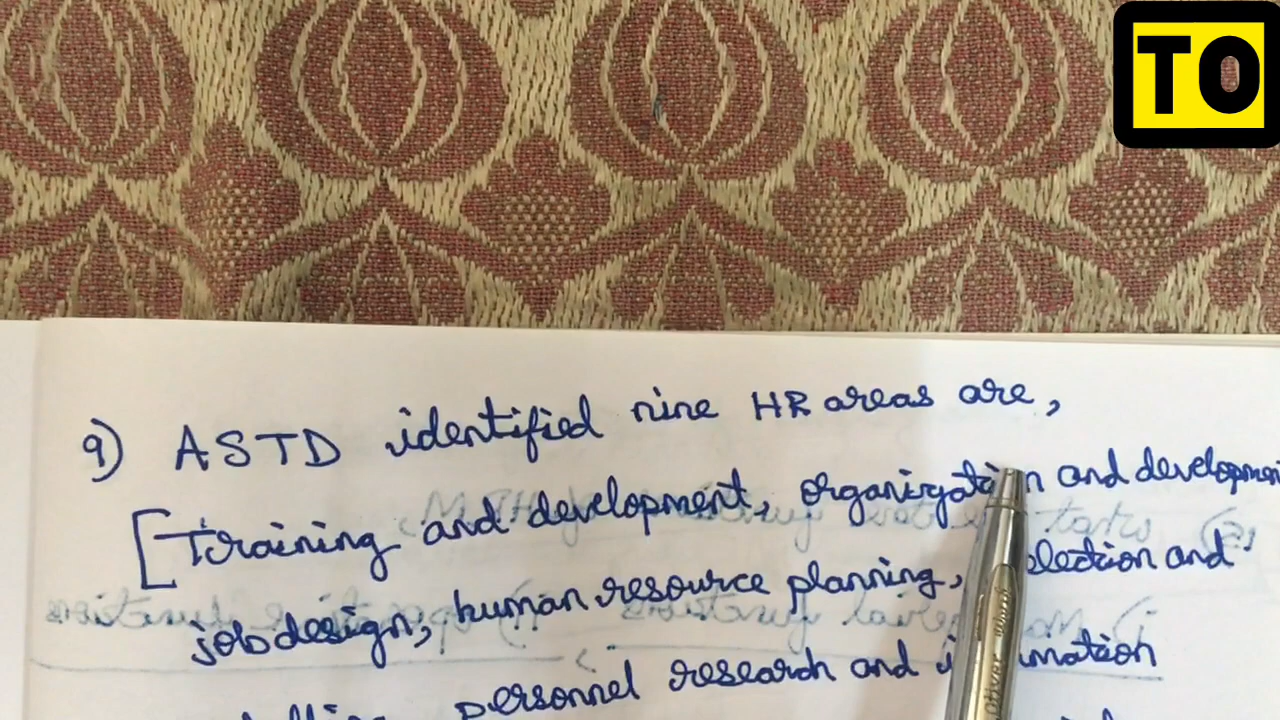 TO
9) ASTD identified nine HR areas are,
[Training and development, organization and development
job design, human resource planning, selection and
personnel research and information